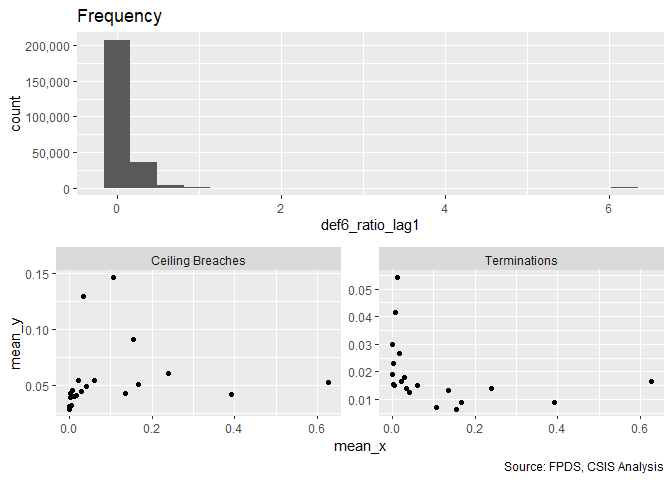 Frequency
200,000
150,000
100,000
50,000
0
count
0 2 4 6
def6_ratio_lag1
Ceiling Breaches
Terminations
0.15
0.10
0.05
mean_y
0.05
0.04
0.03
0.02
0.01
0.0 0.2 0.4 0.6
0.0 0.2 0.4 0.6
mean_x
Source: FPDS, CSIS Analysis